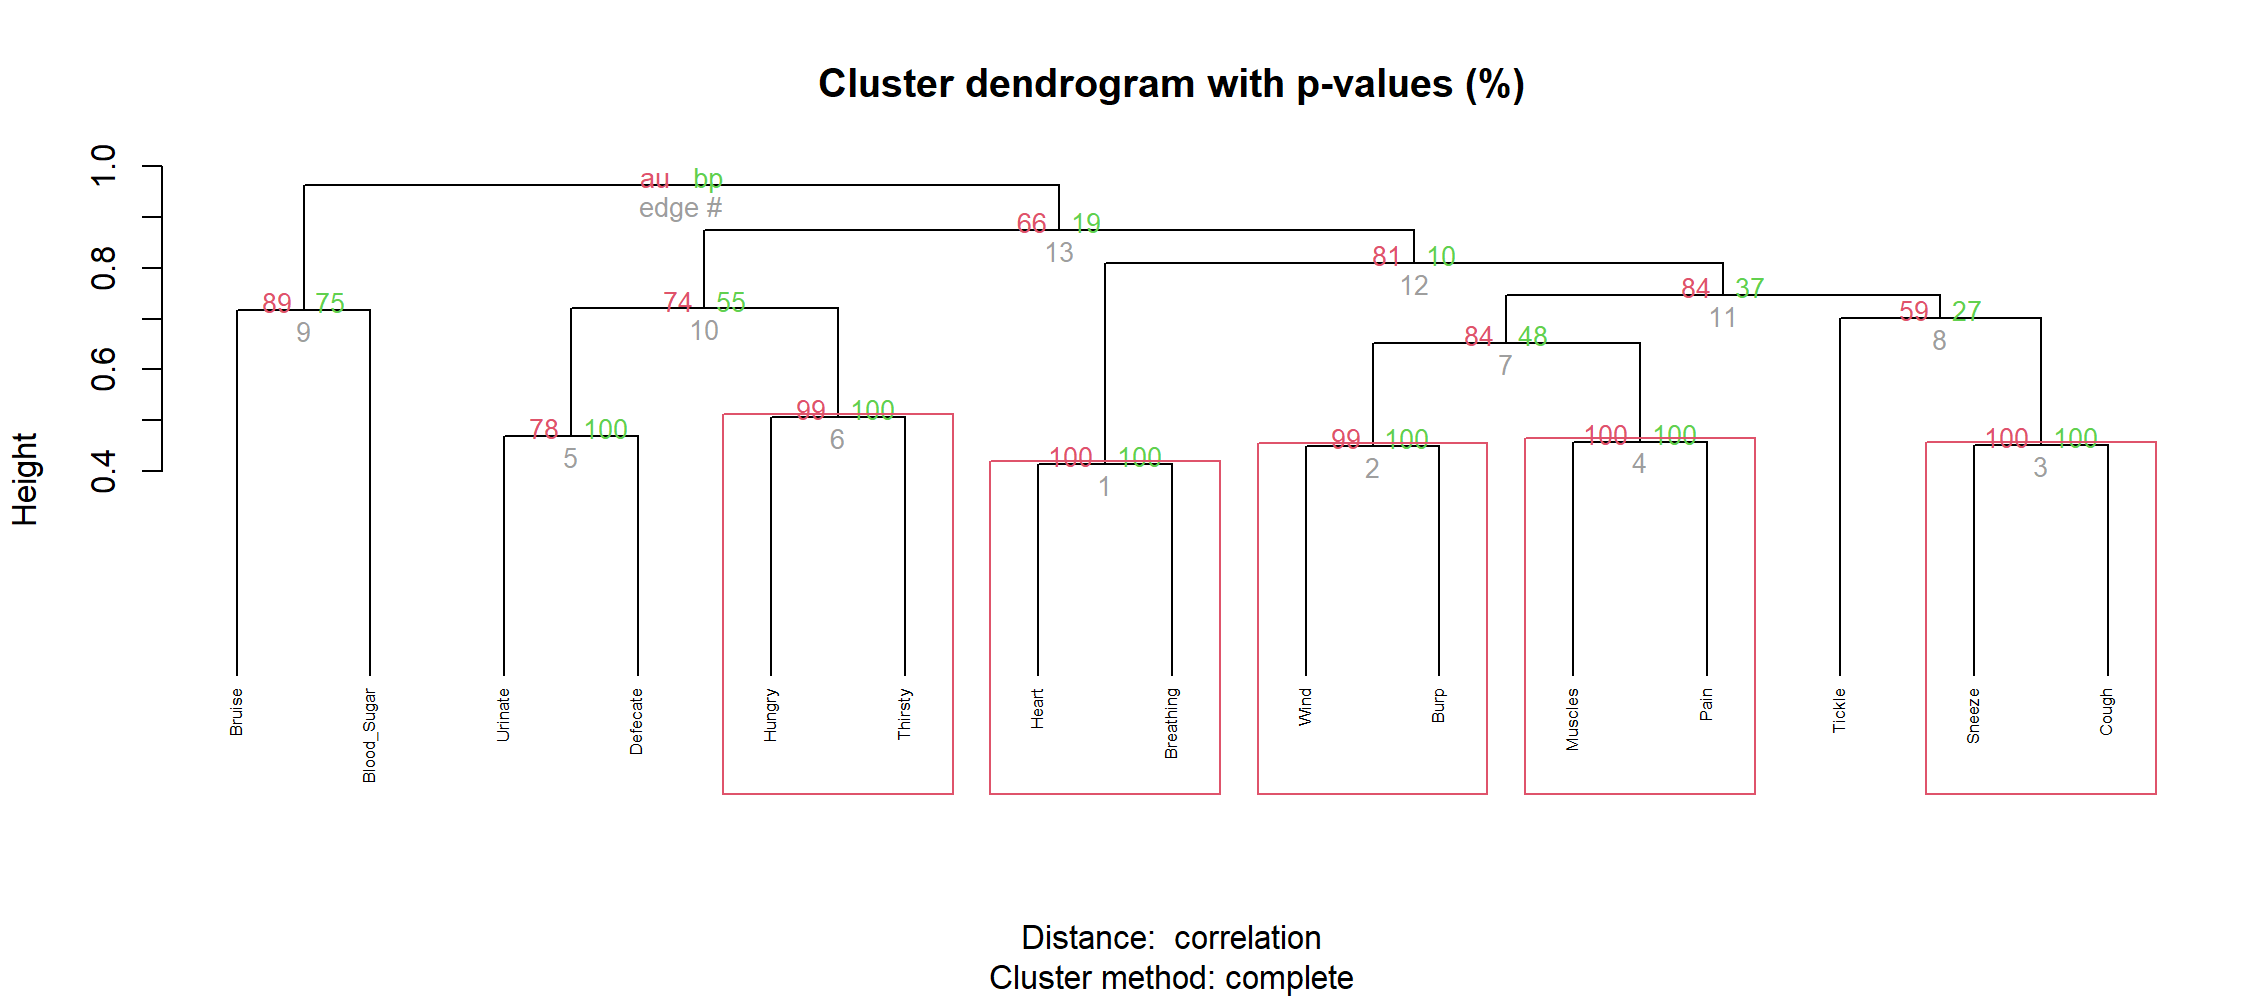 Cluster dendrogram with p-values (%)
Height
1.0
0.8
0.6
0.4
au bp
edge #
66 19
13
81 10
12
84 37
11
59 27
8
89 75
9
74 55
10
84 48
7
78 100
5
99 100
6
100 100
1
99 100
2
100 100
4
100 100
3
Bruise
Blood_Sugar
Urinate
Defecate
Hungry
Thirsty
Heart
Breathing
Wind
Burp
Muscles
Pain
Tickle
Sneeze
Cough
Distance: correlation
Cluster method: complete